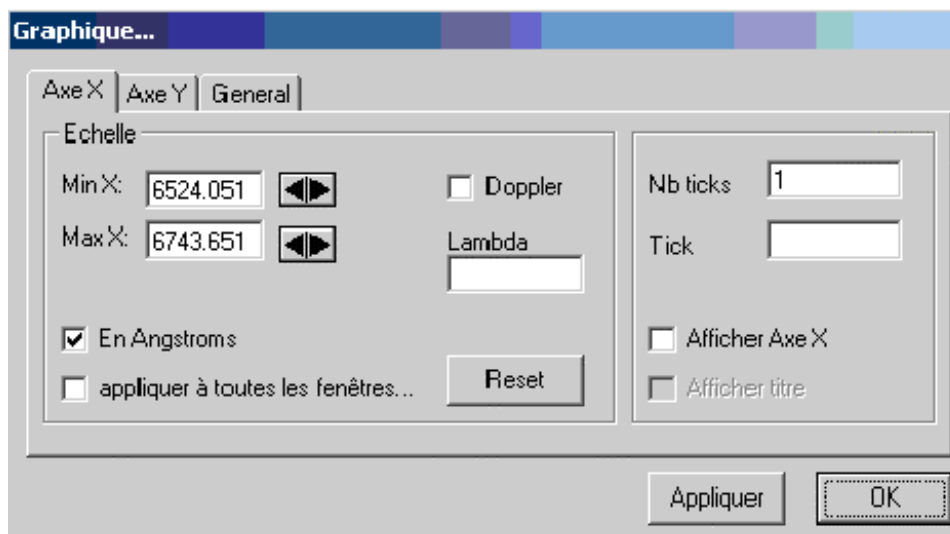 Graphique...
Axe X Axe Y General
Echelle
Min X: 6524.051 Doppler Nb ticks 1
Max X: 6743.651 Lambda Tick
En Angstroms Afficher Axe X
appliquer à toutes les fenêtres... Reset Afficher titre
Appliquer OK